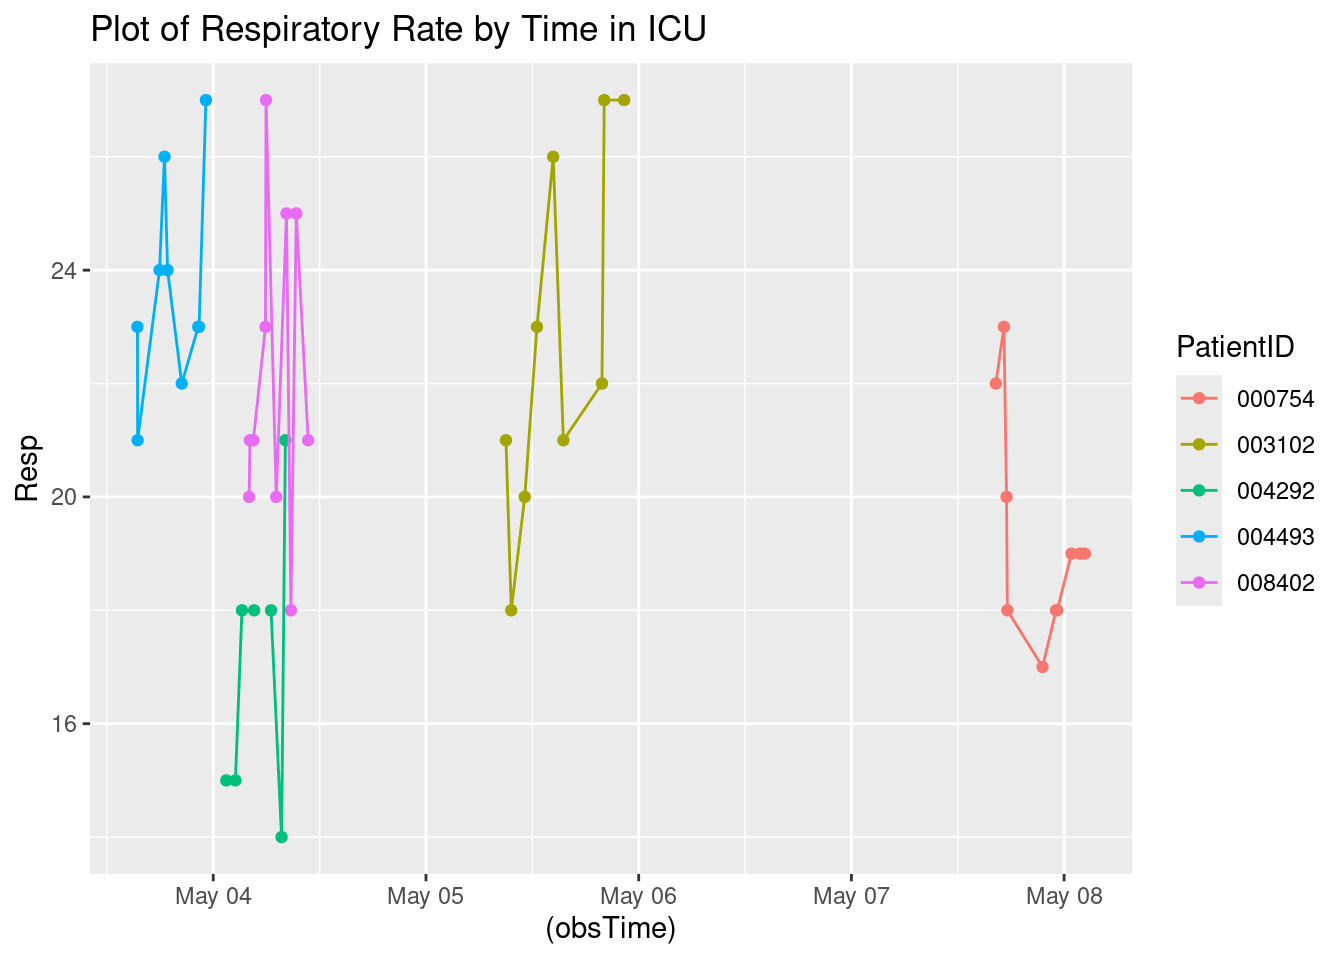 Plot of Respiratory Rate by Time in ICU
24
20
16
Resp
May 04
May 05
May 06
May 07
May 08
(obsTime)
PatientID
000754
003102
004292
004493
008402